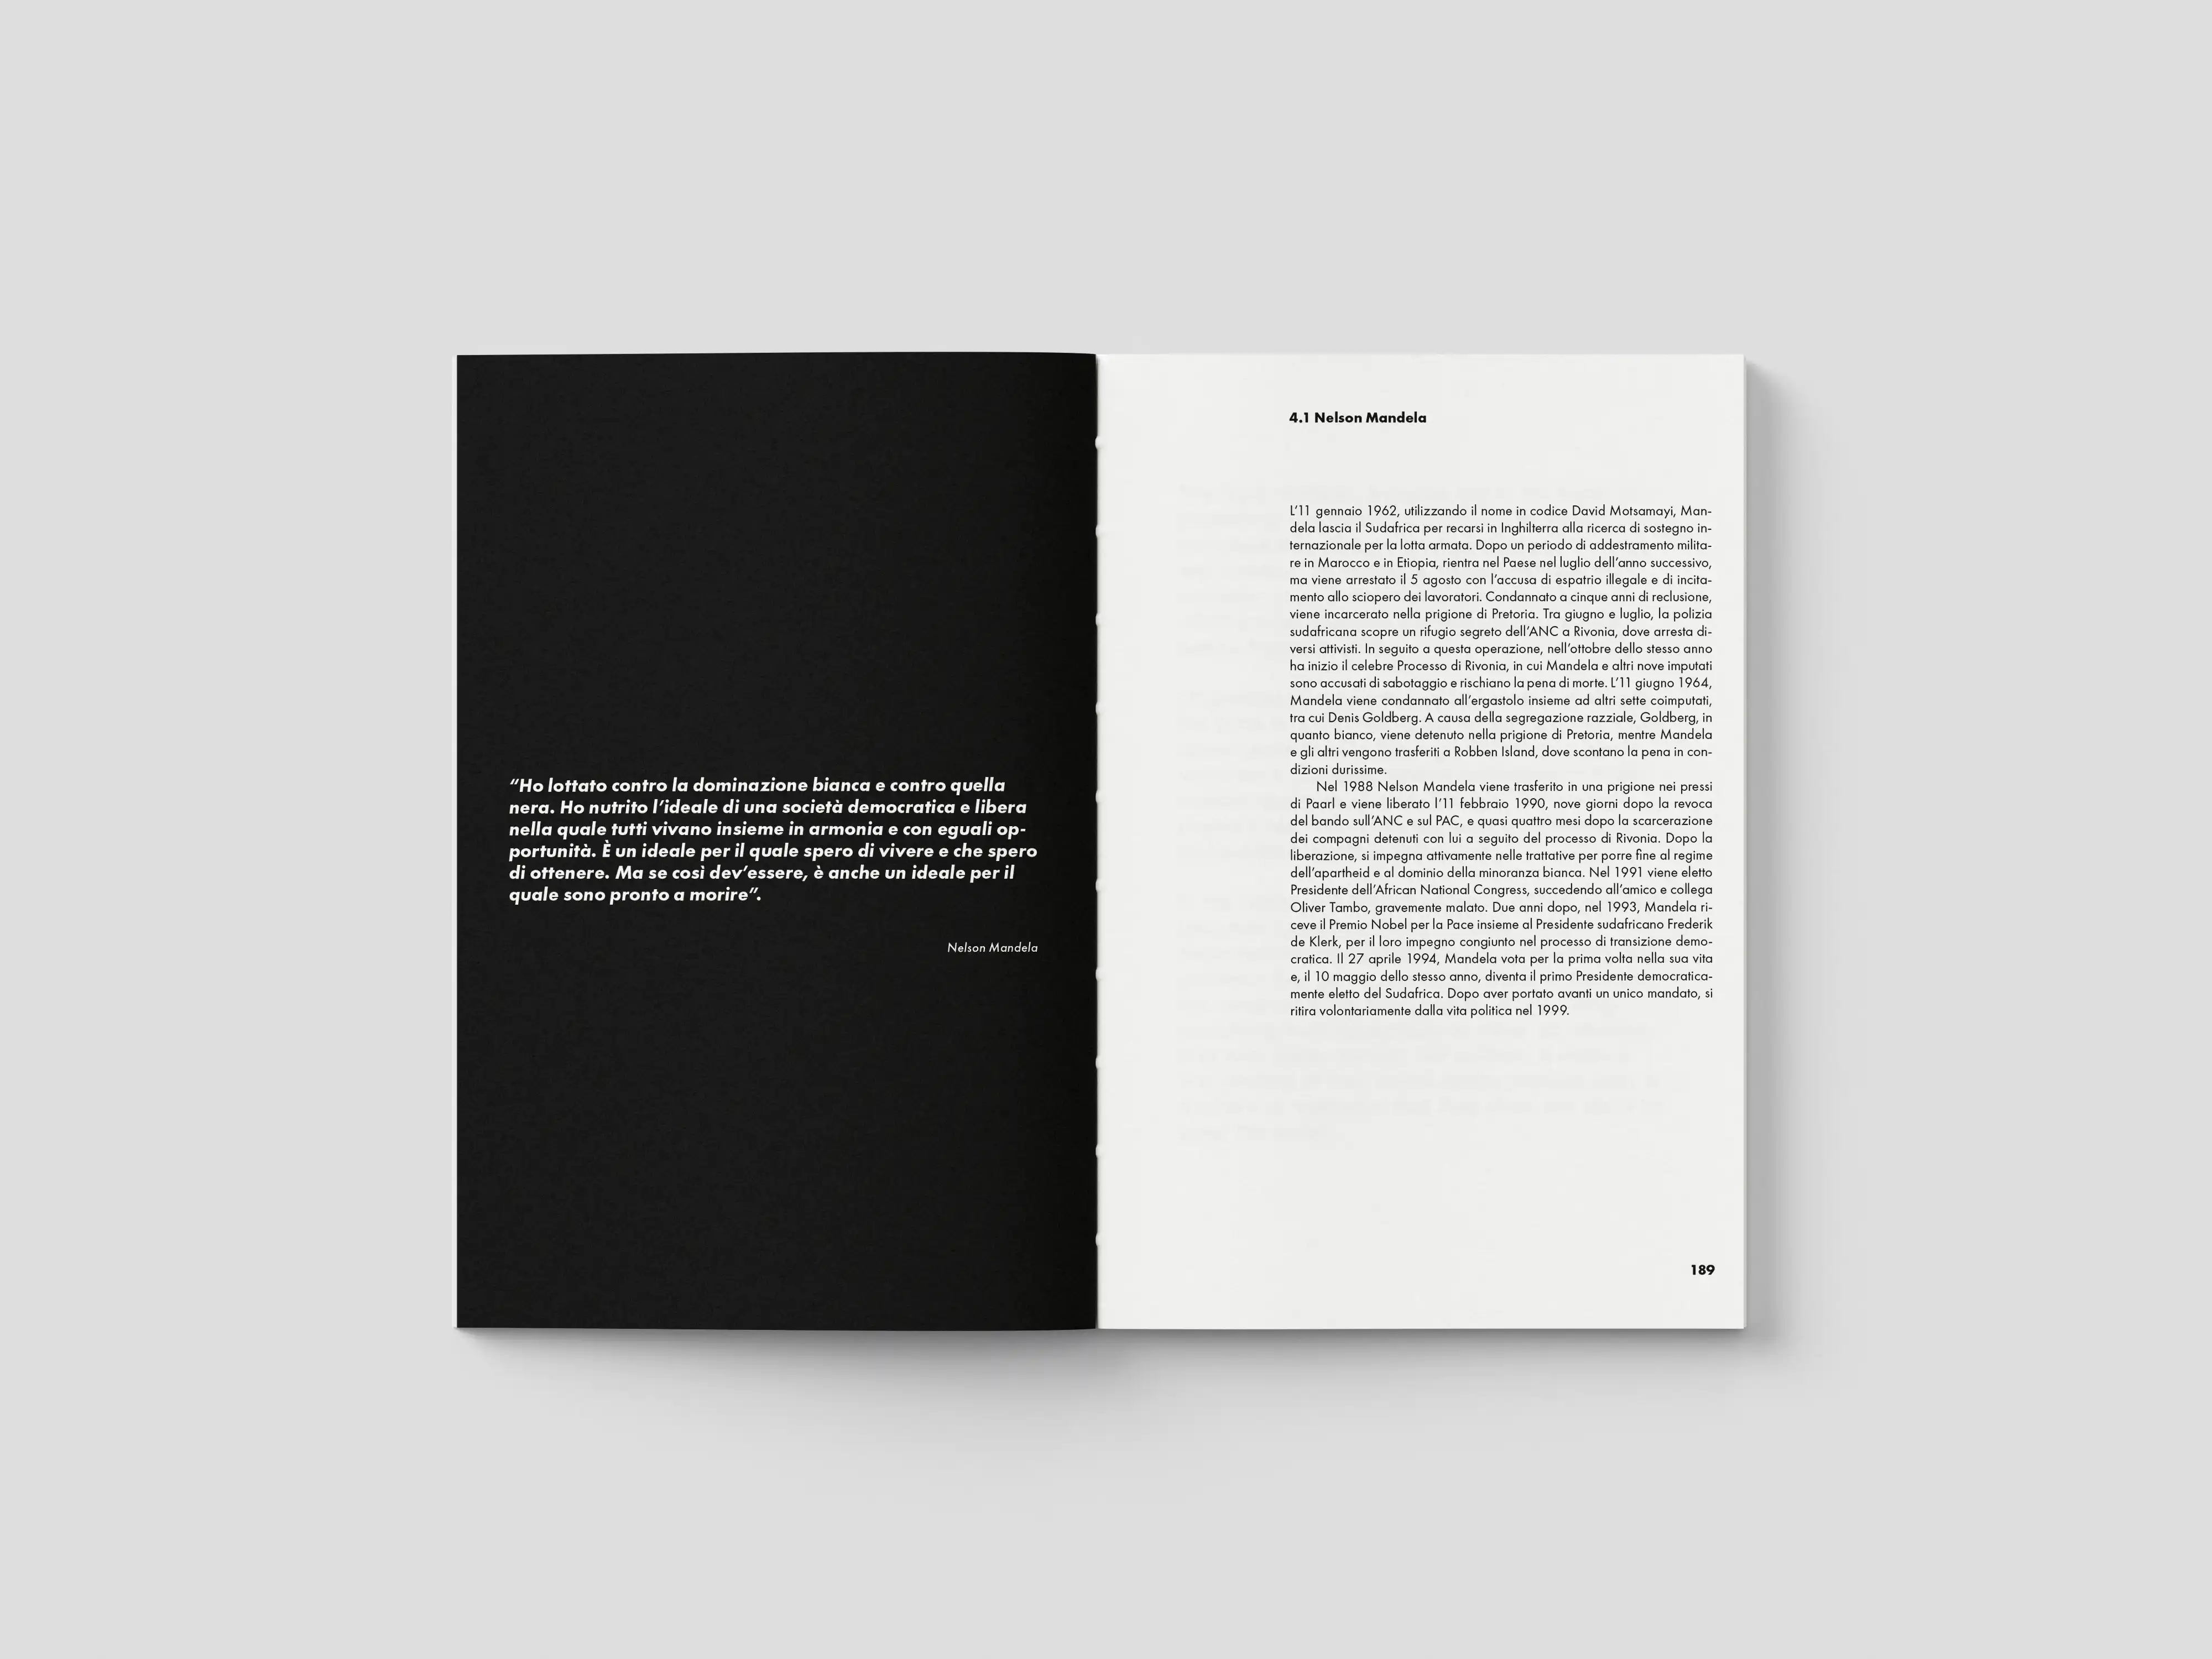 “Ho lottato contro la dominazione bianca e contro quella
nera. Ho nutrito l’ideale di una società democratica e libera
nella quale tutti vivano insieme in armonia e con eguali op-
portunità. È un ideale per il quale spero di vivere e che spero
di ottenere. Ma se così dev’essere, è anche un ideale per il
quale sono pronto a morire”.
Nelson Mandela
4.1 Nelson Mandela
L’11 gennaio 1962, utilizzando il nome in codice David Motsamayi, Man-
dela lascia il Sudafrica per recarsi in Inghilterra alla ricerca di sostegno in-
ternazionale per la lotta armata. Dopo un periodo di addestramento milita-
re in Marocco e in Etiopia, rientra nel Paese nel luglio dell’anno successivo,
ma viene arrestato il 5 agosto con l’accusa di espatrio illegale e di incita-
mento allo sciopero dei lavoratori. Condannato a cinque anni di reclusione,
viene incarcerato nella prigione di Pretoria. Tra giugno e luglio, la polizia
sudafricana scopre un rifugio segreto dell’ANC a Rivonia, dove arresta di-
versi attivisti. In seguito a questa operazione, nell’ottobre dello stesso anno
ha inizio il celebre Processo di Rivonia, in cui Mandela e altri nove imputati
sono accusati di sabotaggio e rischiano la pena di morte. L’11 giugno 1964,
Mandela viene condannato all’ergastolo insieme ad altri sette coimputati,
tra cui Denis Goldberg. A causa della segregazione razziale, Goldberg, in
quanto bianco, viene detenuto nella prigione di Pretoria, mentre Mandela
e gli altri vengono trasferiti a Robben Island, dove scontano la pena in con-
dizioni durissime.
Nel 1988 Nelson Mandela viene trasferito in una prigione nei pressi
di Paarl e viene liberato l’11 febbraio 1990, nove giorni dopo la revoca
del bando sull’ANC e sul PAC, e quasi quattro mesi dopo la scarcerazione
dei compagni detenuti con lui a seguito del processo di Rivonia. Dopo la
liberazione, si impegna attivamente nelle trattative per porre fine al regime
dell’apartheid e al dominio della minoranza bianca. Nel 1991 viene eletto
Presidente dell’African National Congress, succedendo all’amico e collega
Oliver Tambo, gravemente malato. Due anni dopo, nel 1993, Mandela ri-
ceve il Premio Nobel per la Pace insieme al Presidente sudafricano Frederik
de Klerk, per il loro impegno congiunto nel processo di transizione demo-
cratica. Il 27 aprile 1994, Mandela vota per la prima volta nella sua vita
e, il 10 maggio dello stesso anno, diventa il primo Presidente democratica-
mente eletto del Sudafrica. Dopo aver portato avanti un unico mandato, si
ritira volontariamente dalla vita politica nel 1999.
189